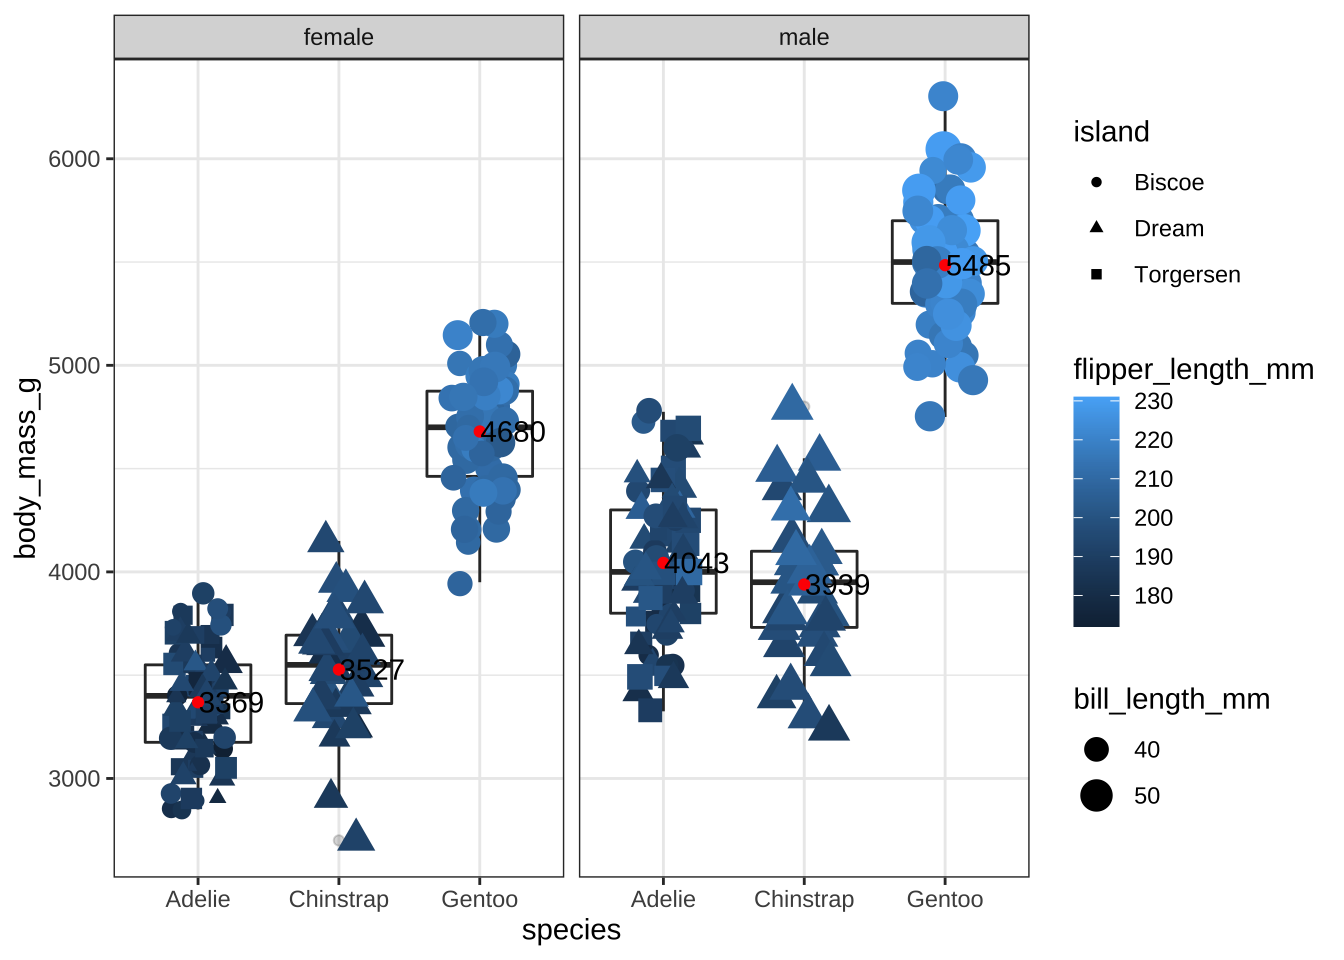 female
male
island
Biscoe
Dream
Torgersen
flipper_length_mm
230
220
210
200
190
180
bill_length_mm
40
50
body_mass_g
6000
5000
4000
3000
3369
3527
4680
4043
3939
5485
Adelie
Chinstrap
Gentoo
Adelie
Chinstrap
Gentoo
species